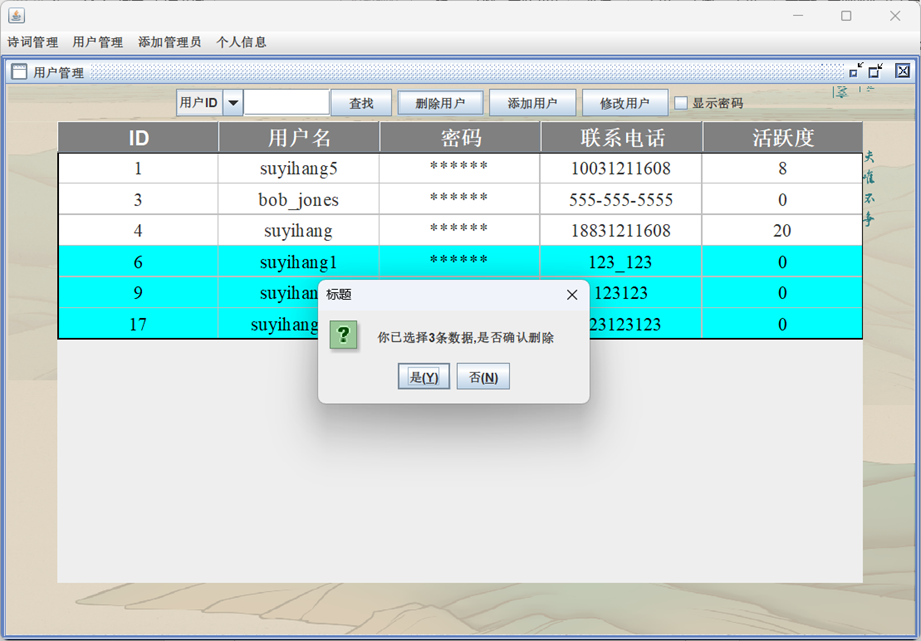 诗词管理 用户管理 添加管理员 个人信息
用户管理
用户ID 查找 删除用户 添加用户 修改用户 显示密码
ID 用户名 密码 联系电话 活跃度
1 suyihang5 ****** 10031211608 8
3 bob_jones ****** 555-555-5555 0
4 suyihang ****** 18831211608 20
6 suyihang1 ****** 123_123 0
9 suyihan 123123 0
17 suyihang 23123123 0
标题
你已选择3条数据,是否确认删除
是(Y) 否(N)